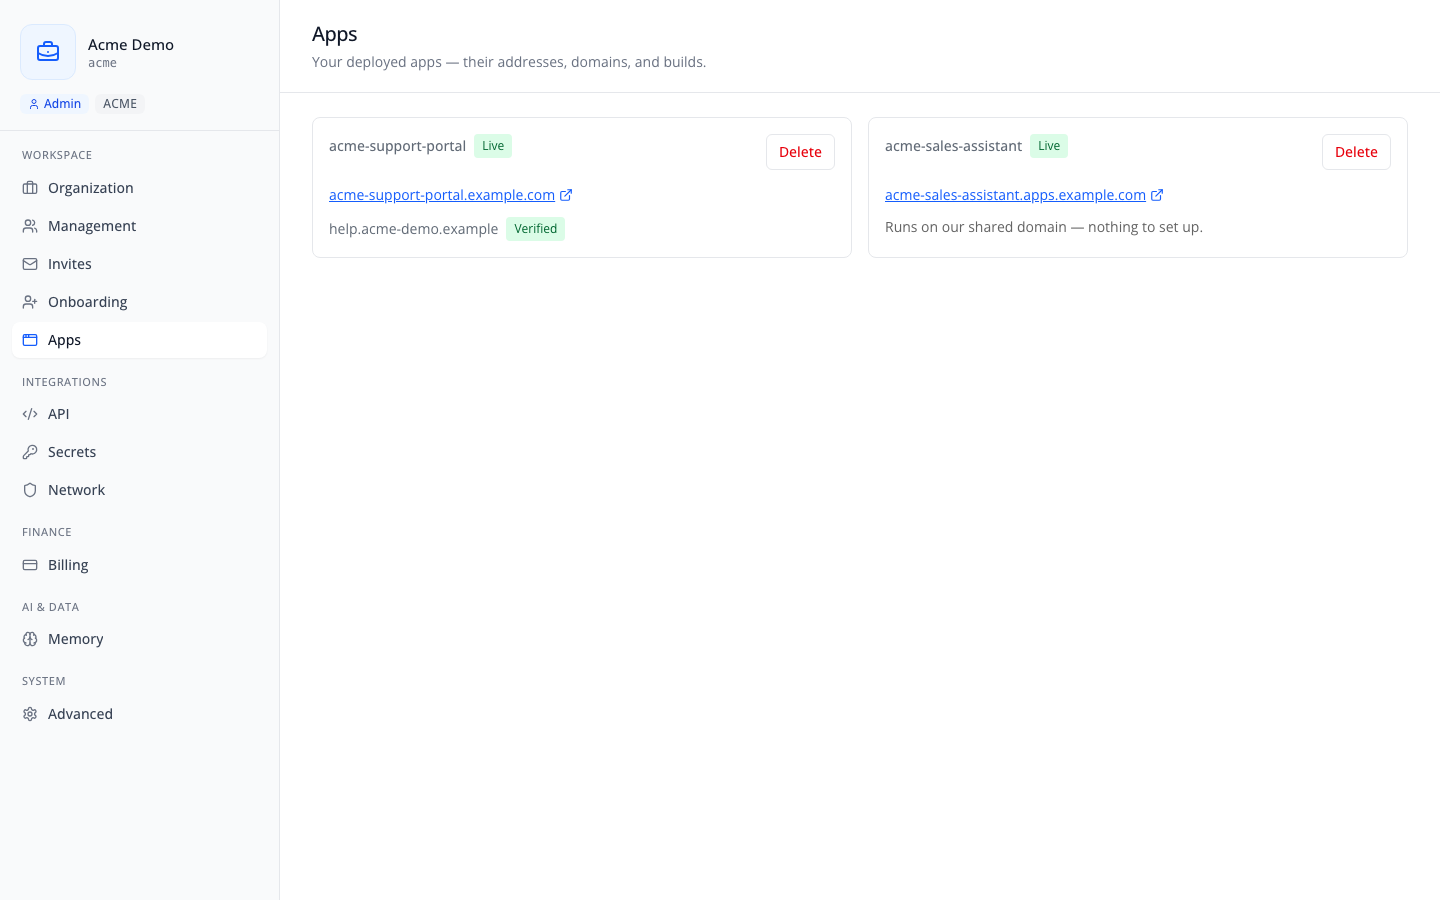 Acme Demo
acme
Admin
ACME
WORKSPACE
Organization
Management
Invites
Onboarding
Apps
INTEGRATIONS
API
Secrets
Network
FINANCE
Billing
AI & DATA
Memory
SYSTEM
Advanced
Apps
Your deployed apps — their addresses, domains, and builds.
acme-support-portal Live
Delete
acme-support-portal.example.com
help.acme-demo.example Verified
acme-sales-assistant Live
Delete
acme-sales-assistant.apps.example.com
Runs on our shared domain — nothing to set up.